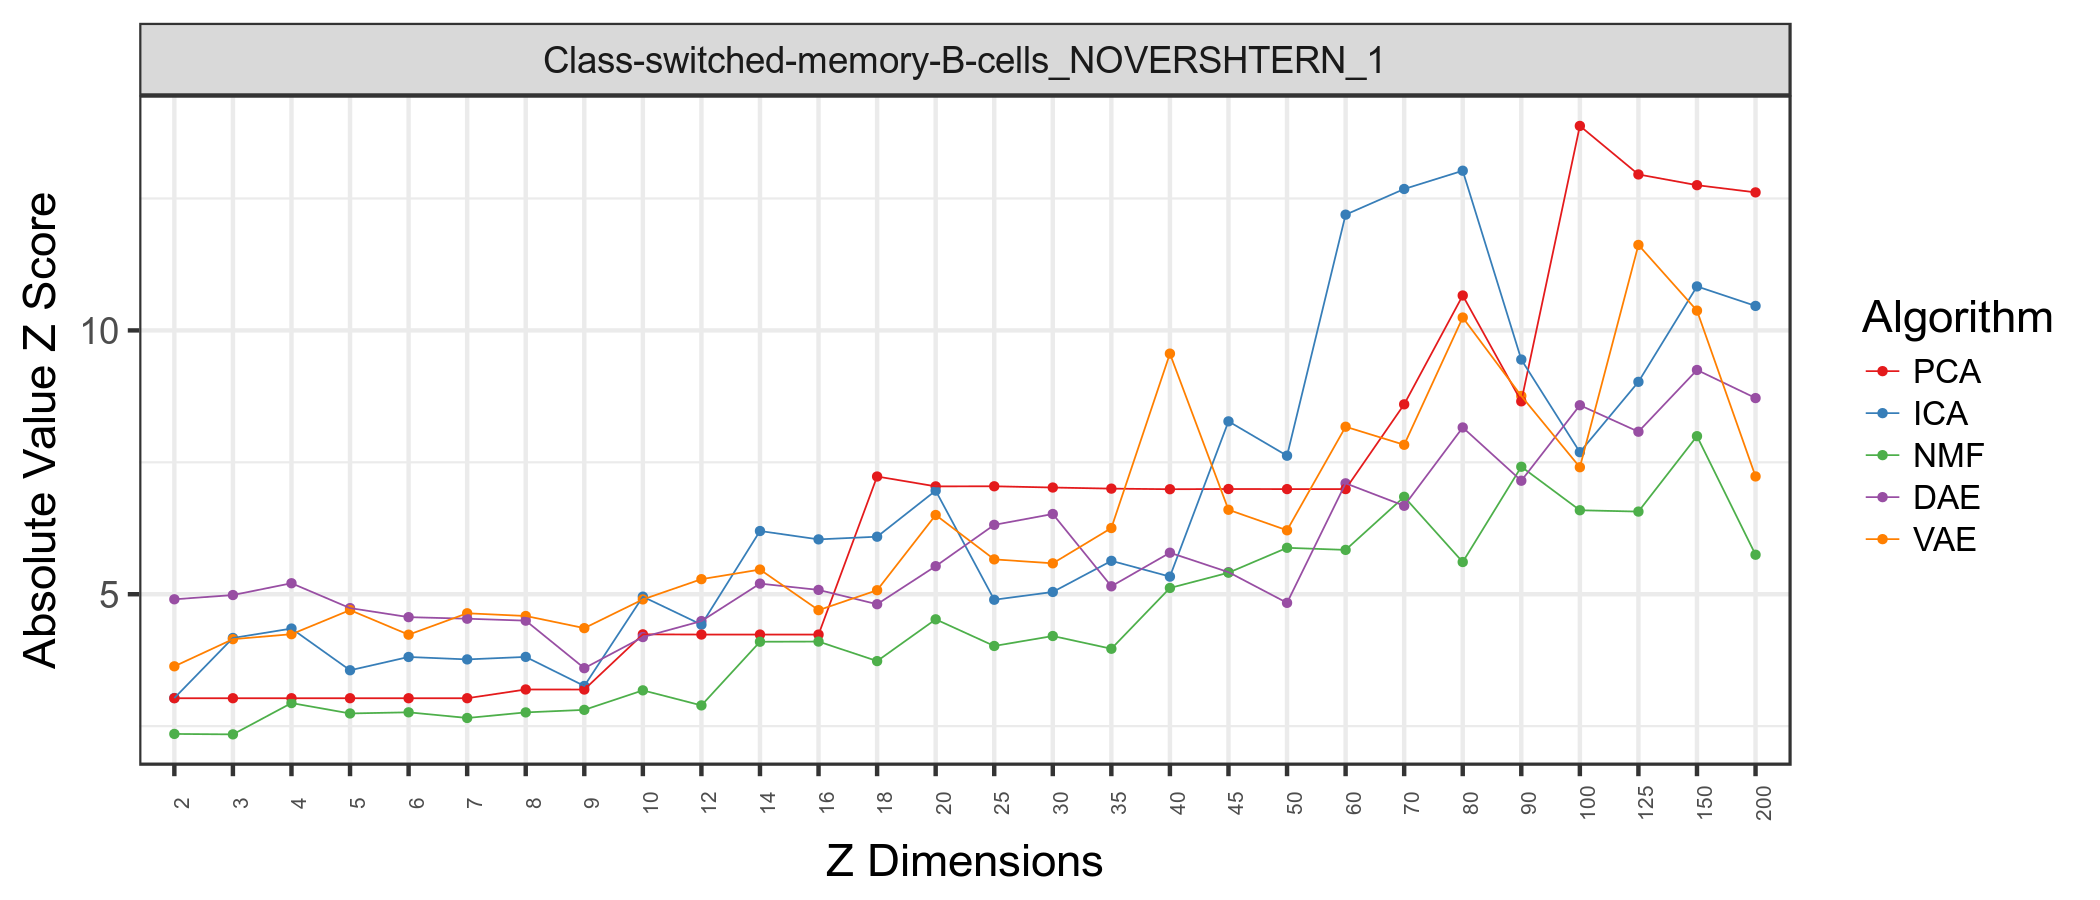 Class-switched-memory-B-cells_NOVERSHTERN_1
Absolute Value Z Score
10
5
2 3 4 5 6 7 8 9 10 12 14 16 18 20 25 30 35 40 45 50 60 70 80 90 100 125 150 200
Z Dimensions
Algorithm
PCA
ICA
NMF
DAE
VAE